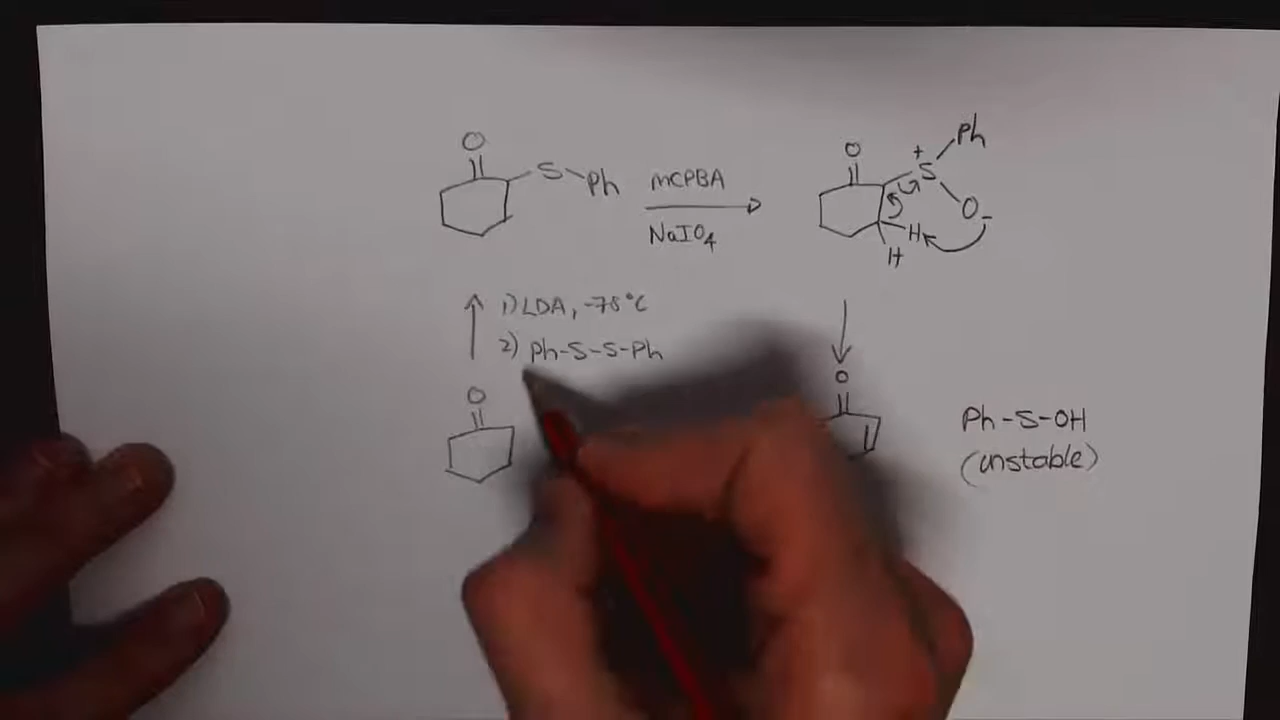 O
S Ph
MCPBA
NaIO4
O
+
S
Ph
O-
H
H
1) LDA, -78°C
2) Ph-S-S-Ph
O
O
Ph-S-OH
(unstable)